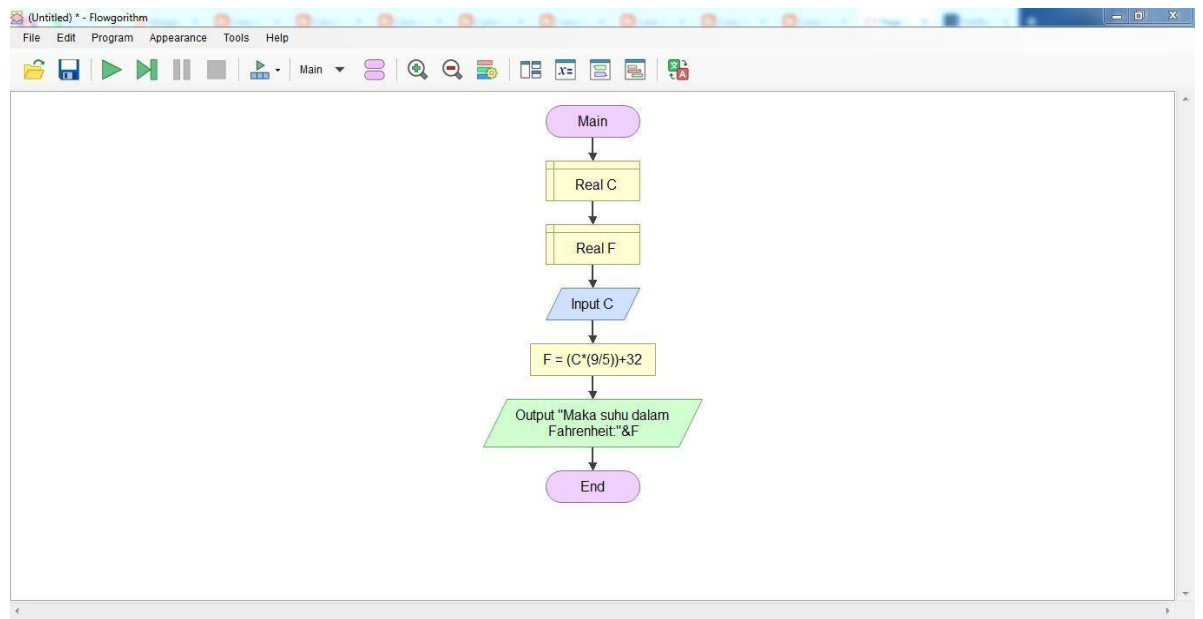 (Untitled) * - Flowgorithm
File Edit Program Appearance Tools Help
Main
x=
A
Main
Real C
Real F
Input C
F = (C*(9/5))+32
Output "Maka suhu dalam
Fahrenheit:"&F
End